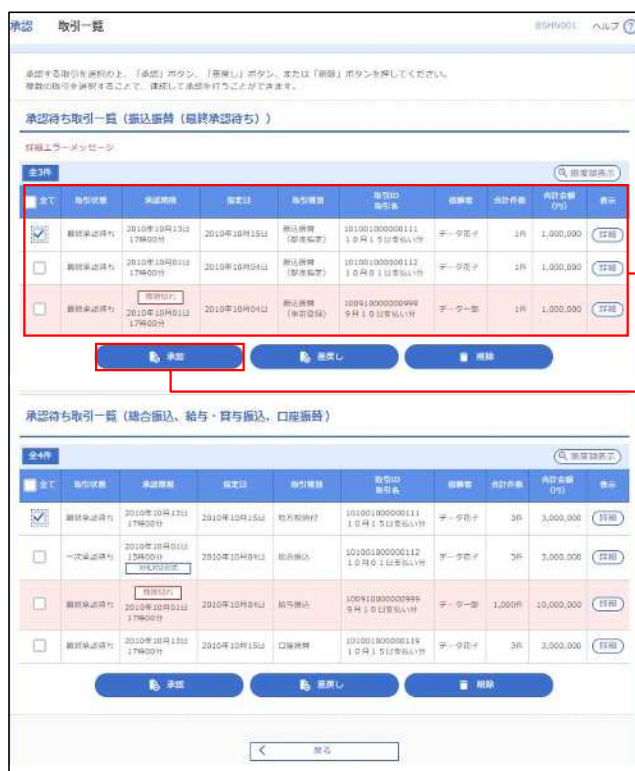 承認 取引一覧 BSHN001 ヘルプ ?
承認する取引を選択の上、「承認」ボタン、「差戻し」ボタン、または「削除」ボタンを押してください。
複数の取引を選択することで、連続して承認を行うことができます。
承認待ち取引一覧（振込振替（最終承認待ち））
詳細エラーメッセージ
全3件 限度額表示
全て 取引状態 承認期限 指定日 取引種別 取引ID 取引名 依頼者 合計件数 合計金額(円) 表示
最終承認待ち 2010年10月13日 17時00分 2010年10月15日 振込振替（都度指定） 101001000000111 10月15日支払い分 データ花子 1件 1,000,000 詳細
最終承認待ち 2010年10月01日 17時00分 2010年10月04日 振込振替（都度指定） 101001000000112 10月01日支払い分 データ花子 1件 1,000,000 詳細
最終承認待ち 期限切れ 2010年10月01日 17時00分 2010年10月04日 振込振替（事前登録） 100910000000999 9月10日支払い分 データ一郎 1件 1,000,000 詳細
承認 差戻し 削除
承認待ち取引一覧（総合振込、給与・賞与振込、口座振替）
全4件 限度額表示
全て 取引状態 承認期限 指定日 取引種別 取引ID 取引名 依頼者 合計件数 合計金額(円) 表示
最終承認待ち 2010年10月13日 17時00分 2010年10月15日 地方税納付 101001000000111 10月15日支払い分 データ花子 3件 3,000,000 詳細
一次承認待ち 2010年10月01日 15時00分 2010年10月04日 総合振込 101001000000112 10月01日支払い分 データ花子 3件 3,000,000 詳細
最終承認待ち 期限切れ 2010年10月01日 17時00分 2010年10月04日 給与振込 100910000000999 9月10日支払い分 データ一郎 1,000件 10,000,000 詳細
最終承認待ち 2010年10月13日 17時00分 2010年10月15日 口座振替 101001000000119 10月15日支払い分 データ花子 3件 3,000,000 詳細
承認 差戻し 削除
戻る